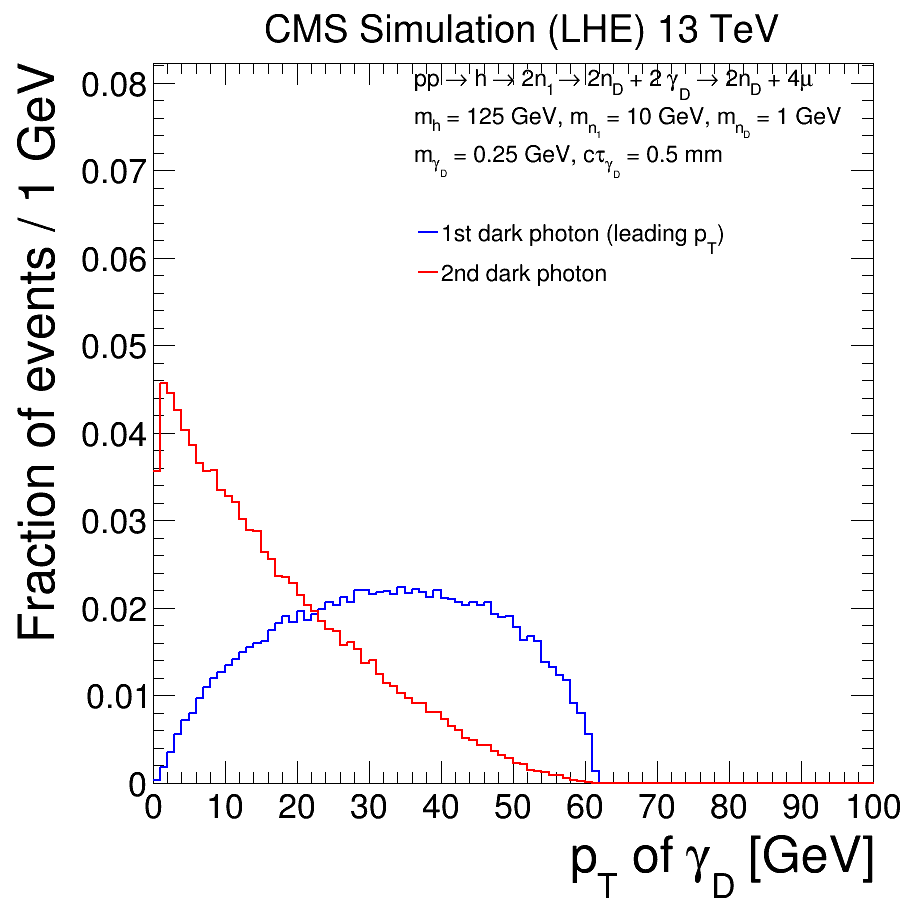 CMS Simulation (LHE) 13 TeV
pp → h → 2n1 → 2nD + 2 γD → 2nD + 4μ
mh = 125 GeV, mn1 = 10 GeV, mnD = 1 GeV
mγD = 0.25 GeV, cτγD = 0.5 mm
1st dark photon (leading pT)
2nd dark photon
Fraction of events / 1 GeV
0.08
0.07
0.06
0.05
0.04
0.03
0.02
0.01
0
0 10 20 30 40 50 60 70 80 90 100
pT of γD [GeV]